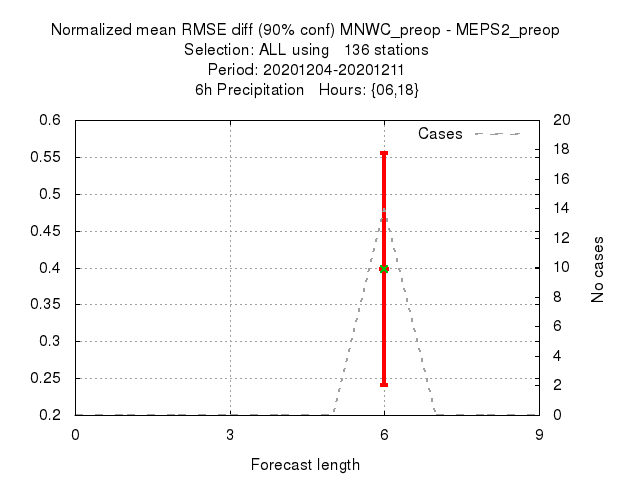 Normalized mean RMSE diff (90% conf) MNWC_preop - MEPS2_preop
Selection: ALL using 136 stations
Period: 20201204-20201211
6h Precipitation Hours: {06,18}
Cases
0.6
0.55
0.5
0.45
0.4
0.35
0.3
0.25
0.2
20
18
16
14
12
10
8
6
4
2
0
No cases
0 3 6 9
Forecast length